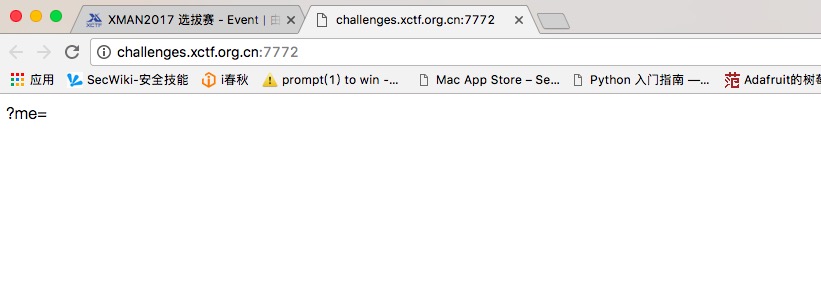 XCTF
XMAN2017 选拔赛 - Event | 由
challenges.xctf.org.cn:7772
challenges.xctf.org.cn:7772
应用 SecWiki-安全技能 i春秋 prompt(1) to win -... Mac App Store – Se... Python 入门指南 —... 范 Adafruit的树莓
?me=